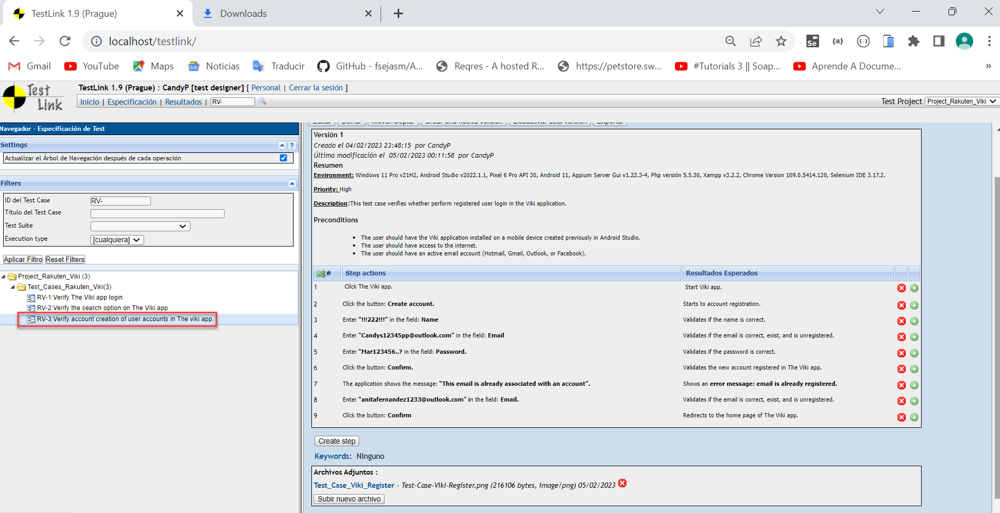 TestLink 1.9 (Prague)
Downloads
localhost/testlink/
Se
Gmail
YouTube
Maps
Noticias
Traducir
GitHub - fsejasm/A...
Reqres - A hosted R...
https://petstore.sw...
#Tutorials 3 || Soap...
Aprende A Docume...
»
Test Link
TestLink 1.9 (Prague) : CandyP [test designer] [ Personal | Cerrar la sesión ]
Inicio | Especificación | Resultados | RV-
Test Project Project_Rakuten_Viki
Navegador - Especificación de Test
Settings
Actualizar el Árbol de Navegación después de cada operación
Filters
ID del Test Case RV-
Título del Test Case
Test Suite
Execution type [cualquiera]
Aplicar Filtro Reset Filters
Project_Rakuten_Viki (3)
Test_Cases_Rakuten_Viki(3)
RV-1:Verify The Viki app login
RV-2:Verify the search option on The Viki app
RV-3:Verify account creation of user accounts in The viki app.
Editar Borrar Mover/Copiar Crear una nueva versión Desactivar esta versión Exportar
Versión 1
Creado el 04/02/2023 23:48:15 por CandyP
Última modificación el 05/02/2023 00:11:58 por CandyP
Resumen
Environment: Windows 11 Pro v21H2, Android Studio v2022.1.1, Pixel 6 Pro API 30, Android 11, Appium Server Gui v1.22.3-4, Php versión 5.5.30, Xampp v3.2.2, Chrome Version 109.0.5414.120, Selenium IDE 3.17.2.
Priority: High
Description:This test case verifies whether perform registered user login in the Viki application.
Preconditions
• The user should have the Viki application installed on a mobile device created previously in Android Studio.
• The user should have access to the internet.
• The user should have an active email account (Hotmail, Gmail, Outlook, or Facebook).
# Step actions Resultados Esperados
1 Click The Viki app. Start Viki app.
2 Click the button: Create account. Starts to account registration.
3 Enter “!!!222!!!” in the field: Name Validates if the name is correct.
4 Enter “Candys12345pp@outlook.com” in the field: Email Validates if the email is correct, exist, and is unregistered.
5 Enter “Mar123456..? in the field: Password. Validates if the password is correct.
6 Click the button: Confirm. Validates the new account registered in The Viki app.
7 The application shows the message: “This email is already associated with an account”. Shows an error message: email is already registered.
8 Enter “anitafernandez1233@outlook.com” in the field: Email. Validates if the email is correct, exist, and is unregistered.
9 Click the button: Confirm Redirects to the home page of The Viki app.
Create step
Keywords: Ninguno
Archivos Adjuntos :
Test_Case_Viki_Register - Test-Case-Viki-Register.png (216106 bytes, image/png) 05/02/2023
Subir nuevo archivo